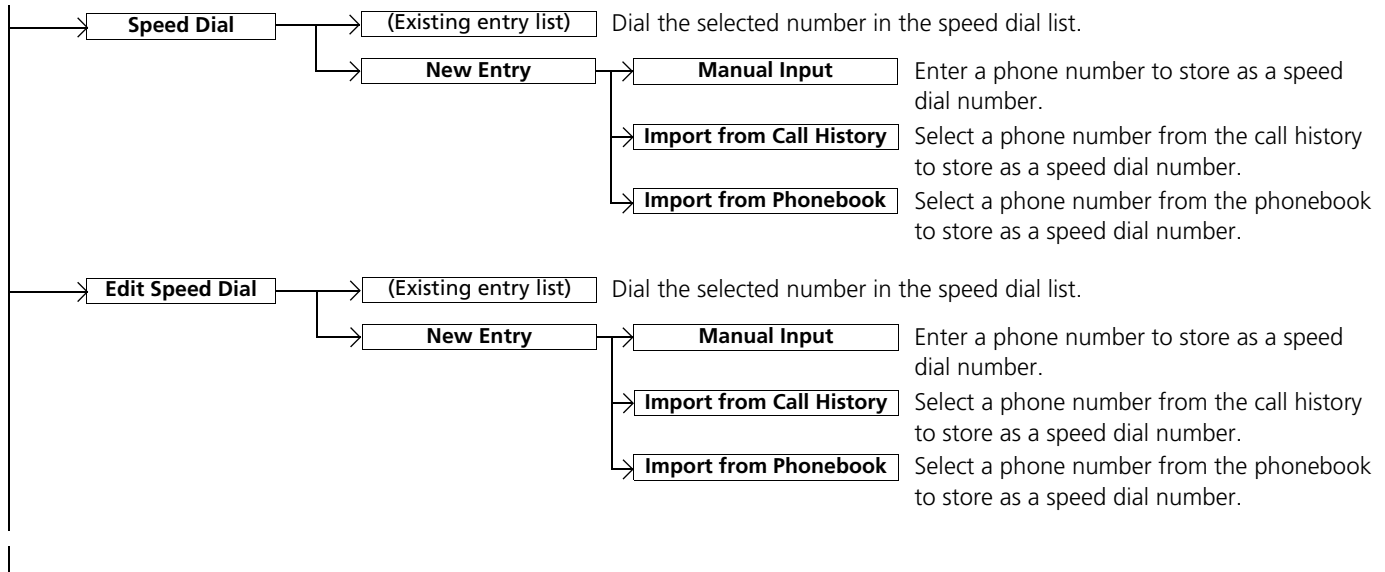 Speed Dial (Existing entry list) Dial the selected number in the speed dial list.
New Entry Manual Input Enter a phone number to store as a speed
dial number.
Import from Call History Select a phone number from the call history
to store as a speed dial number.
Import from Phonebook Select a phone number from the phonebook
to store as a speed dial number.
Edit Speed Dial (Existing entry list) Dial the selected number in the speed dial list.
New Entry Manual Input Enter a phone number to store as a speed
dial number.
Import from Call History Select a phone number from the call history
to store as a speed dial number.
Import from Phonebook Select a phone number from the phonebook
to store as a speed dial number.